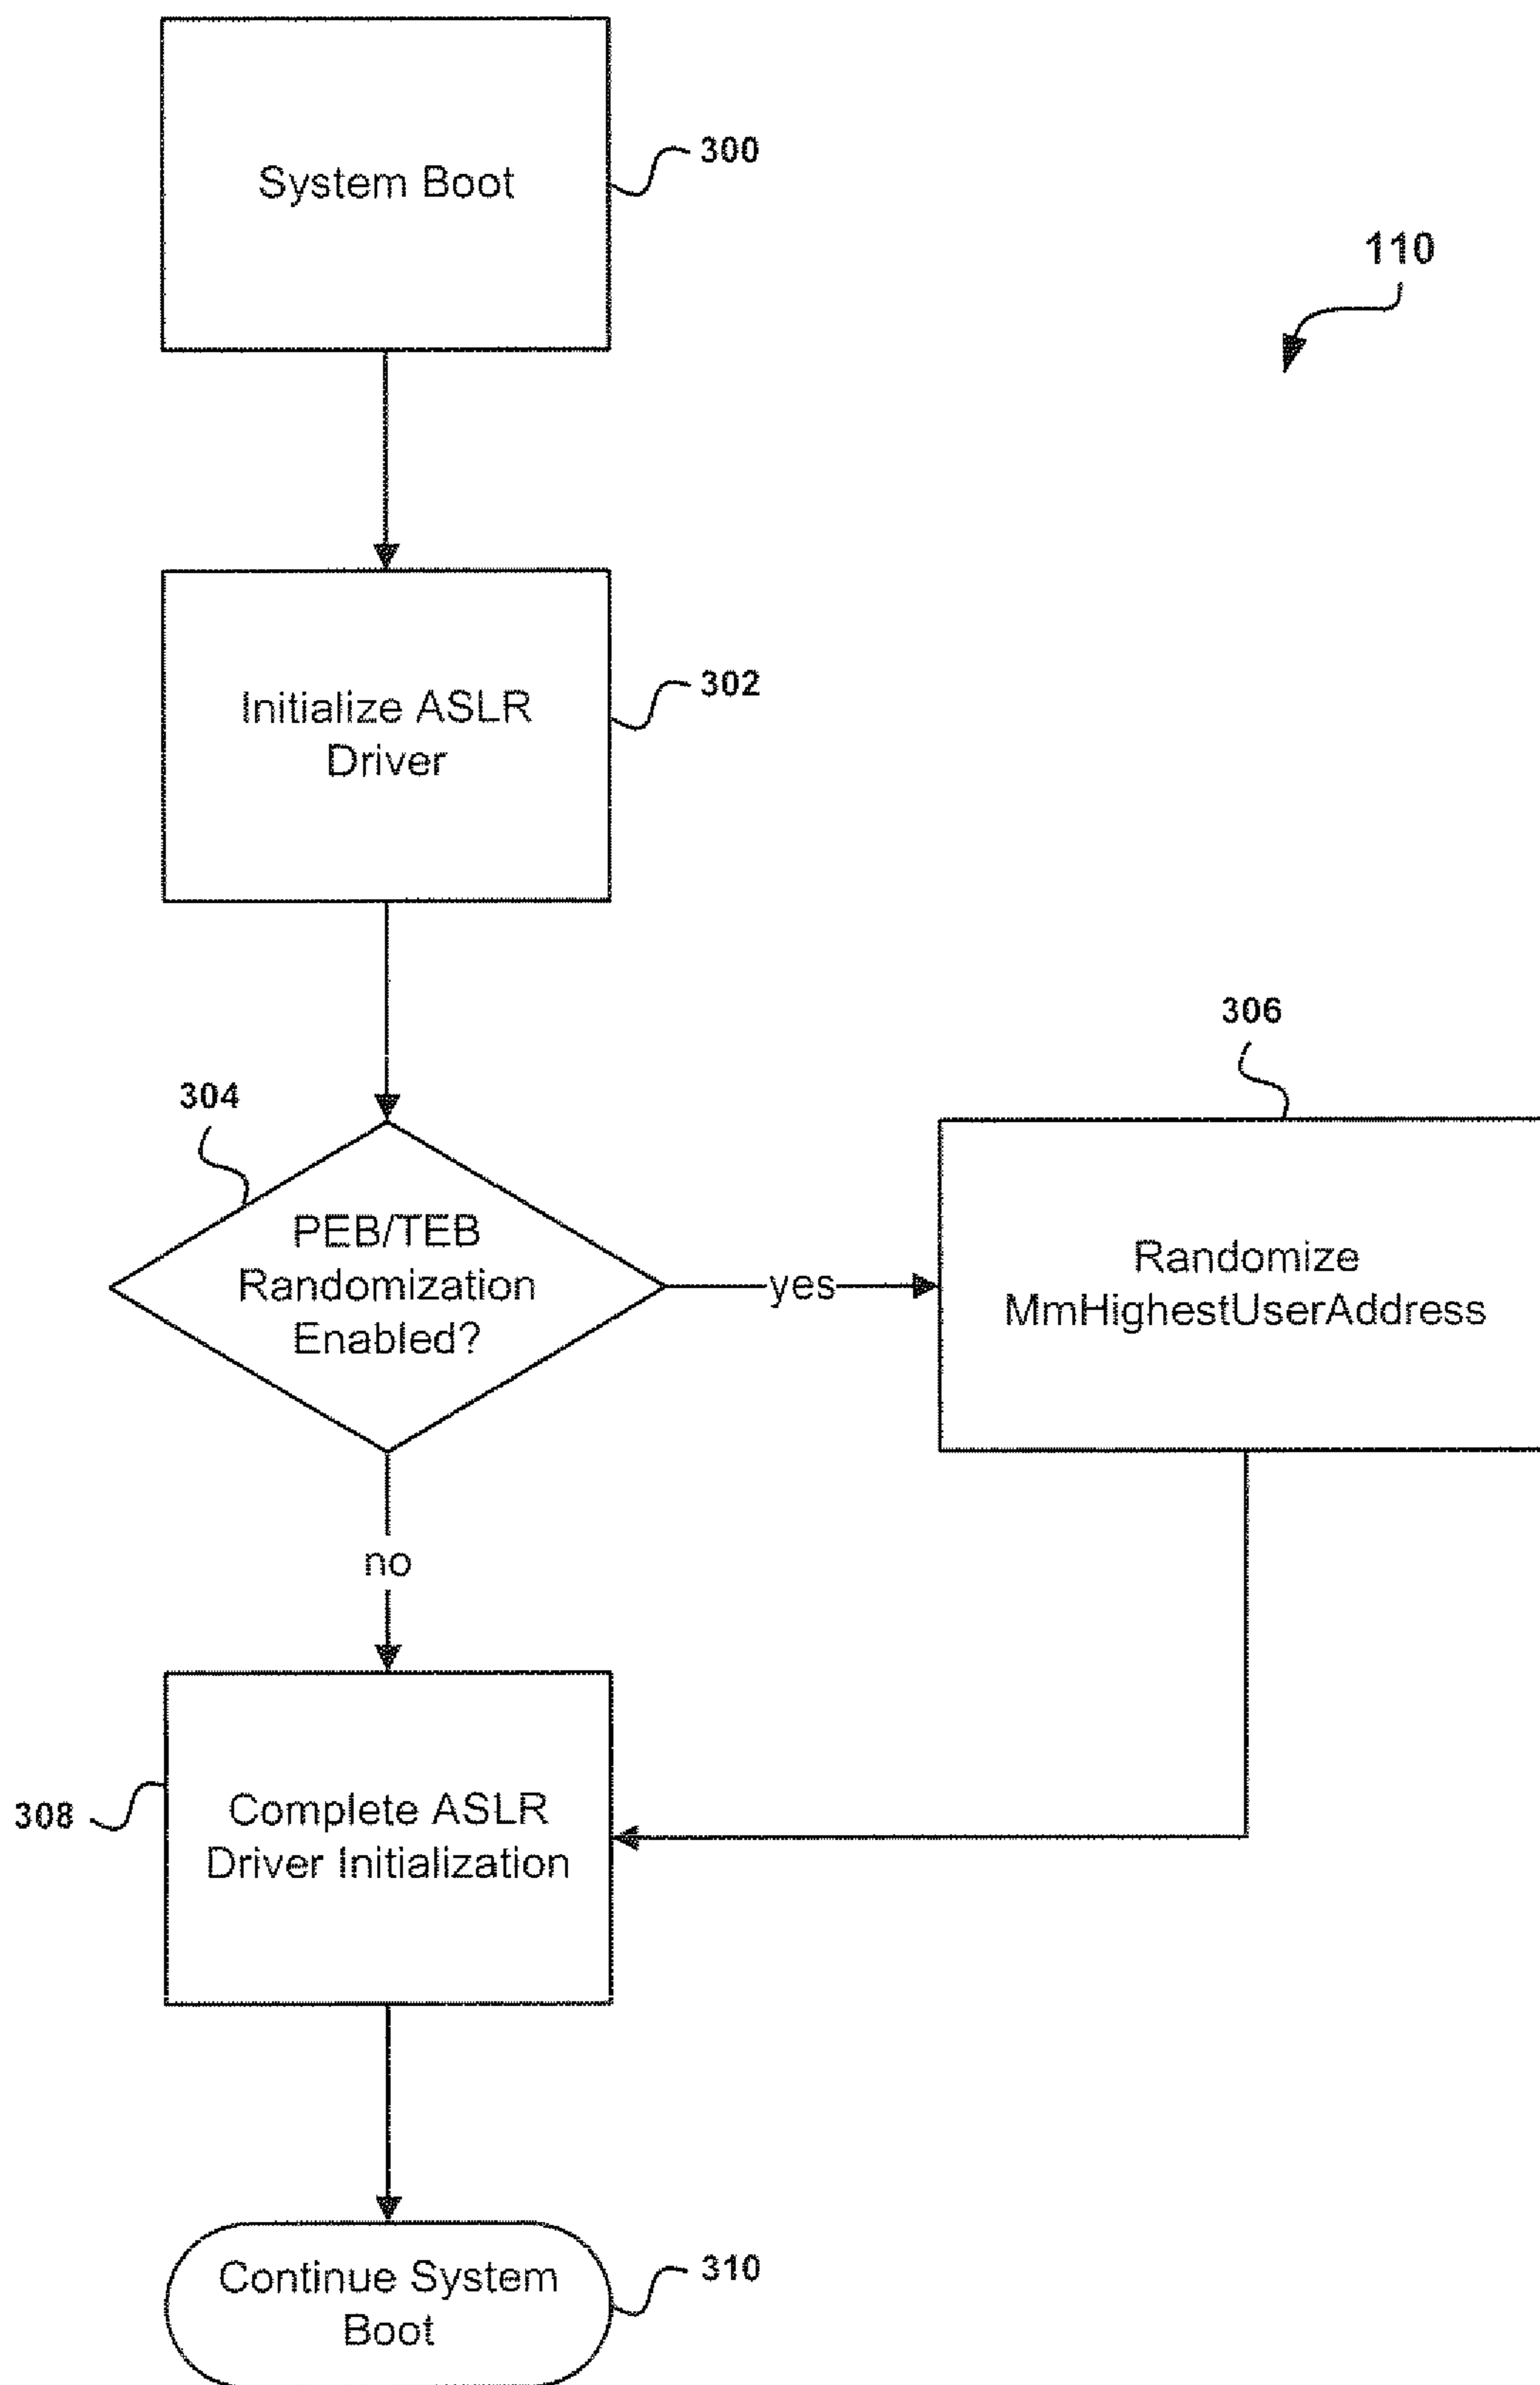 System Boot
300
110
Initialize ASLR
Driver
302
304
PEB/TEB
Randomization
Enabled?
yes
306
Randomize
MmHighestUserAddress
no
308
Complete ASLR
Driver Initialization
Continue System
Boot
310